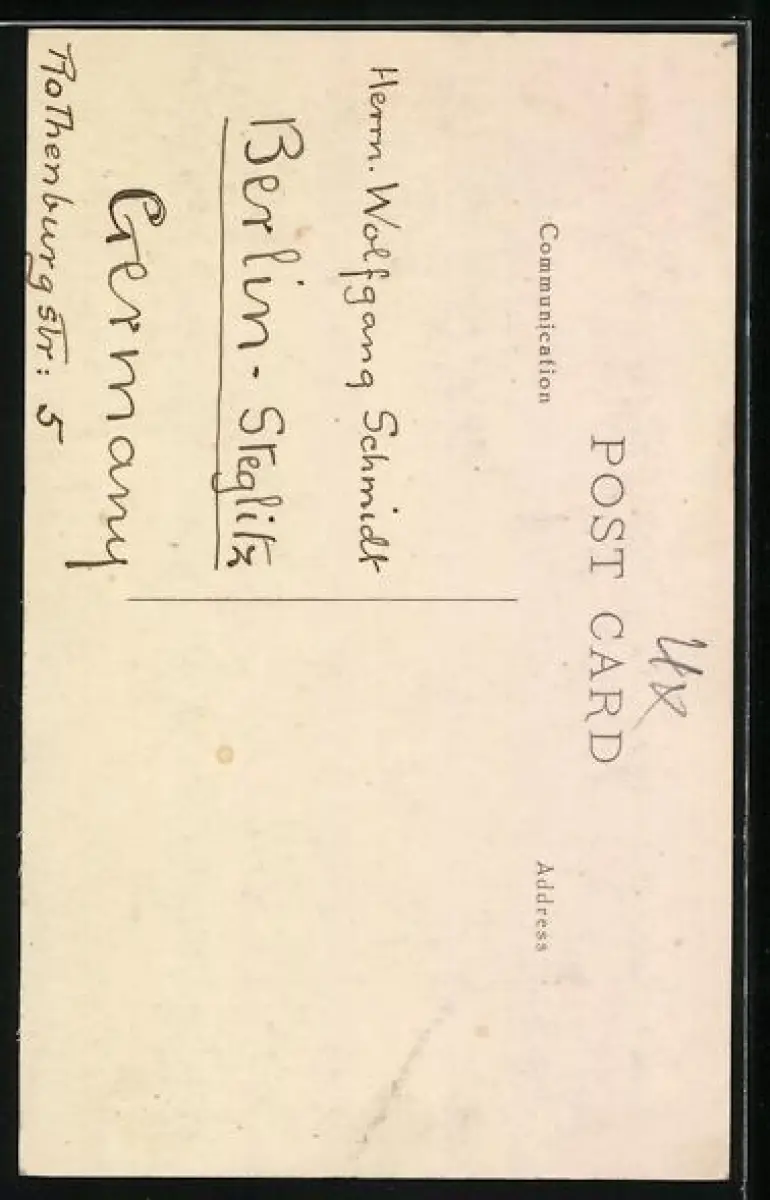 POST CARD
Communication
Address
Herrn. Wolfgang Schmidt
Berlin - Steglitz
Germany
Rothenburgstr: 5